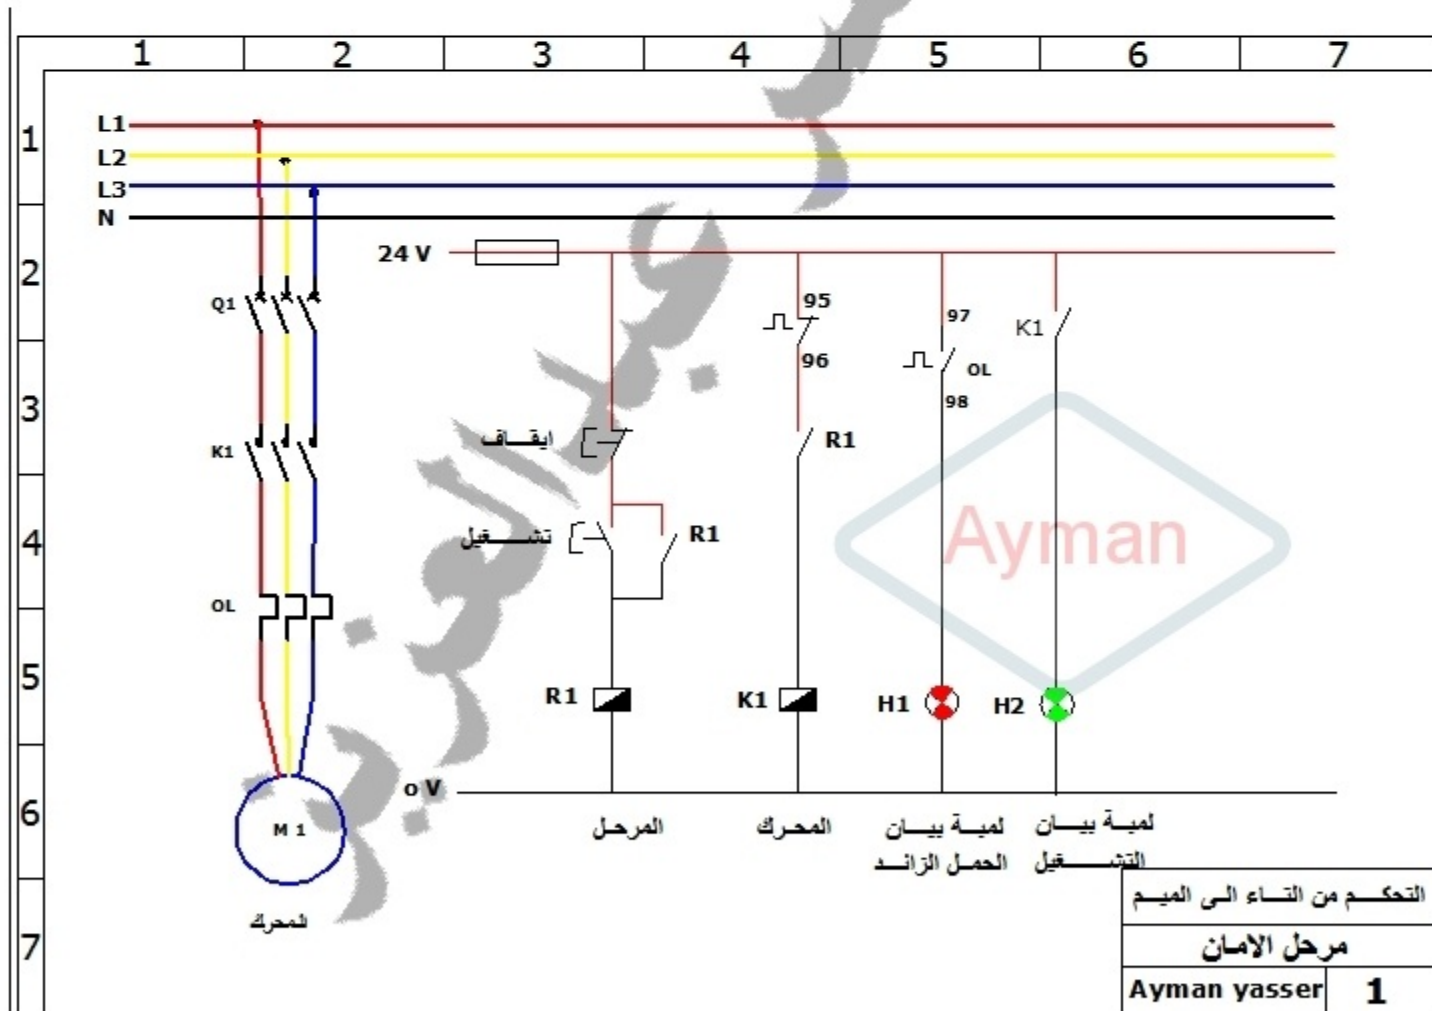 1 2 3 4 5 6 7
1
2
3
4
5
6
7
L1
L2
L3
N
24 V
Q1
K1
OL
M 1
المحرك
ايقاف
تشغيل
R1
R1
95
96
R1
K1
97
OL
98
H1
K1
H2
o V
المرحل
المحرك
لمبة بيان
الحمل الزائد
لمبة بيان
التشغيل
Ayman
التحكم من التاء الى الميم
مرحل الامان
Ayman yasser 1